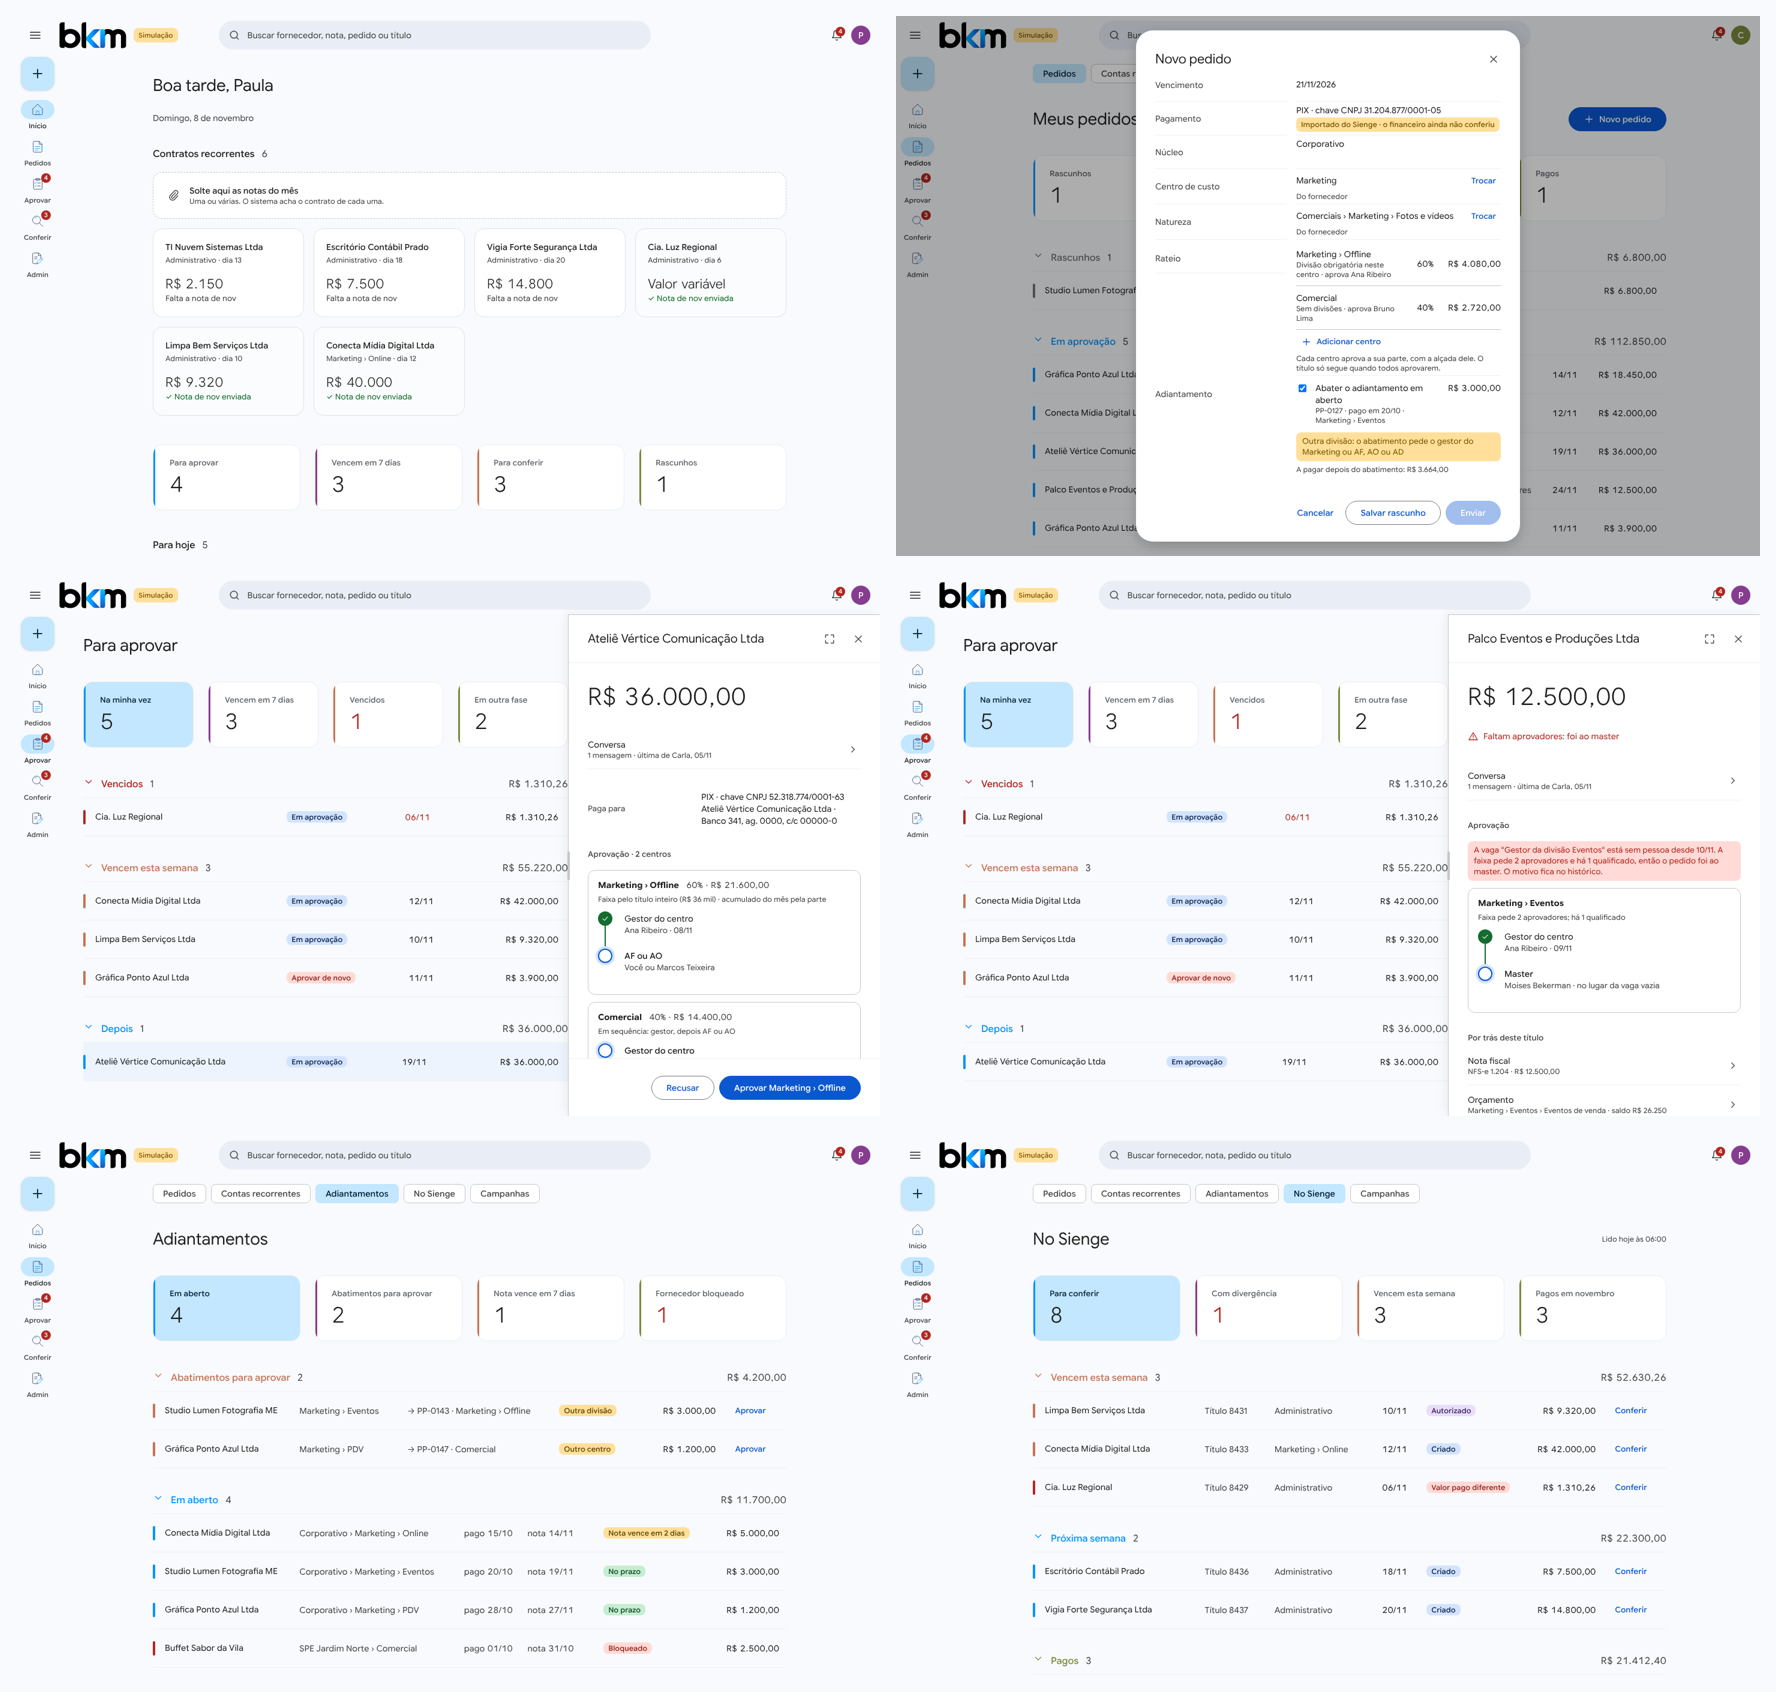 bkm Simulação
Buscar fornecedor, nota, pedido ou título
4 P
Boa tarde, Paula
Domingo, 8 de novembro
Início
Pedidos
4
Aprovar
3
Conferir
Admin
Contratos recorrentes 6
Solte aqui as notas do mês
Uma ou várias. O sistema acha o contrato de cada uma.
TI Nuvem Sistemas Ltda
Administrativo · dia 13
R$ 2.150
Falta a nota de nov
Escritório Contábil Prado
Administrativo · dia 18
R$ 7.500
Falta a nota de nov
Vigia Forte Segurança Ltda
Administrativo · dia 20
R$ 14.800
Falta a nota de nov
Cia. Luz Regional
Administrativo · dia 6
Valor variável
✓ Nota de nov enviada
Limpa Bem Serviços Ltda
Administrativo · dia 10
R$ 9.320
✓ Nota de nov enviada
Conecta Mídia Digital Ltda
Marketing › Online · dia 12
R$ 40.000
✓ Nota de nov enviada
Para aprovar
4
Vencem em 7 dias
3
Para conferir
3
Rascunhos
1
Para hoje 5
bkm Simulação
Bus
4 C
Início
Pedidos
4
Aprovar
3
Conferir
Admin
Pedidos
Contas r
Meus pedidos
+ Novo pedido
Rascunhos
1
Pagos
1
Rascunhos 1
R$ 6.800,00
Studio Lumen Fotograf
R$ 6.800,00
Em aprovação 5
R$ 112.850,00
Gráfica Ponto Azul Ltda
14/11 R$ 18.450,00
Conecta Mídia Digital L
12/11 R$ 42.000,00
Ateliê Vértice Comunic
19/11 R$ 36.000,00
Palco Eventos e Produç
res 24/11 R$ 12.500,00
Gráfica Ponto Azul Ltda
11/11 R$ 3.900,00
Novo pedido
Vencimento 21/11/2026
Pagamento PIX · chave CNPJ 31.204.877/0001-05
Importado do Sienge · o financeiro ainda não conferiu
Núcleo Corporativo
Centro de custo Marketing Trocar
Do fornecedor
Natureza Comerciais › Marketing › Fotos e vídeos Trocar
Do fornecedor
Rateio
Marketing › Offline
Divisão obrigatória neste
centro · aprova Ana Ribeiro
60% R$ 4.080,00
Comercial
Sem divisões · aprova Bruno
Lima
40% R$ 2.720,00
+ Adicionar centro
Cada centro aprova a sua parte, com a alçada dele. O
título só segue quando todos aprovarem.
Adiantamento
Abater o adiantamento em
aberto
R$ 3.000,00
PP-0127 · pago em 20/10 ·
Marketing › Eventos
Outra divisão: o abatimento pede o gestor do
Marketing ou AF, AO ou AD
A pagar depois do abatimento: R$ 3.664,00
Cancelar Salvar rascunho Enviar
bkm Simulação
Buscar fornecedor, nota, pedido ou título
4 P
Início
Pedidos
4
Aprovar
3
Conferir
Admin
Para aprovar
Na minha vez
5
Vencem em 7 dias
3
Vencidos
1
Em outra fase
2
Vencidos 1 R$ 1.310,26
Cia. Luz Regional Em aprovação 06/11 R$ 1.310,26
Vencem esta semana 3 R$ 55.220,00
Conecta Mídia Digital Ltda Em aprovação 12/11 R$ 42.000,00
Limpa Bem Serviços Ltda Em aprovação 10/11 R$ 9.320,00
Gráfica Ponto Azul Ltda Aprovar de novo 11/11 R$ 3.900,00
Depois 1 R$ 36.000,00
Ateliê Vértice Comunicação Ltda Em aprovação 19/11 R$ 36.000,00
Ateliê Vértice Comunicação Ltda
R$ 36.000,00
Conversa
1 mensagem · última de Carla, 05/11
Paga para
PIX · chave CNPJ 52.318.774/0001-63
Ateliê Vértice Comunicação Ltda ·
Banco 341, ag. 0000, c/c 00000-0
Aprovação · 2 centros
Marketing › Offline 60% · R$ 21.600,00
Faixa pelo título inteiro (R$ 36 mil) · acumulado do mês pela parte
Gestor do centro
Ana Ribeiro · 08/11
AF ou AO
Você ou Marcos Teixeira
Comercial 40% · R$ 14.400,00
Em sequência: gestor, depois AF ou AO
Gestor do centro
Recusar Aprovar Marketing › Offline
bkm Simulação
Buscar fornecedor, nota, pedido ou título
4 P
Início
Pedidos
4
Aprovar
3
Conferir
Admin
Para aprovar
Na minha vez
5
Vencem em 7 dias
3
Vencidos
1
Em outra fase
2
Vencidos 1 R$ 1.310,26
Cia. Luz Regional Em aprovação 06/11 R$ 1.310,26
Vencem esta semana 3 R$ 55.220,00
Conecta Mídia Digital Ltda Em aprovação 12/11 R$ 42.000,00
Limpa Bem Serviços Ltda Em aprovação 10/11 R$ 9.320,00
Gráfica Ponto Azul Ltda Aprovar de novo 11/11 R$ 3.900,00
Depois 1 R$ 36.000,00
Ateliê Vértice Comunicação Ltda Em aprovação 19/11 R$ 36.000,00
Palco Eventos e Produções Ltda
R$ 12.500,00
Faltam aprovadores: foi ao master
Conversa
1 mensagem · última de Carla, 05/11
Aprovação
A vaga "Gestor da divisão Eventos" está sem pessoa desde 10/11. A
faixa pede 2 aprovadores e há 1 qualificado, então o pedido foi ao
master. O motivo fica no histórico.
Marketing › Eventos
Faixa pede 2 aprovadores; há 1 qualificado
Gestor do centro
Ana Ribeiro · 09/11
Master
Moises Bekerman · no lugar da vaga vazia
Por trás deste título
Nota fiscal
NFS-e 1.204 · R$ 12.500,00
Orçamento
Marketing › Eventos › Eventos de venda · saldo R$ 26.250
bkm Simulação
Buscar fornecedor, nota, pedido ou título
4 P
Início
Pedidos
4
Aprovar
3
Conferir
Admin
Pedidos Contas recorrentes Adiantamentos No Sienge Campanhas
Adiantamentos
Em aberto
4
Abatimentos para aprovar
2
Nota vence em 7 dias
1
Fornecedor bloqueado
1
Abatimentos para aprovar 2 R$ 4.200,00
Studio Lumen Fotografia ME Marketing › Eventos → PP-0143 · Marketing › Offline Outra divisão R$ 3.000,00 Aprovar
Gráfica Ponto Azul Ltda Marketing › PDV → PP-0147 · Comercial Outro centro R$ 1.200,00 Aprovar
Em aberto 4 R$ 11.700,00
Conecta Mídia Digital Ltda Corporativo › Marketing › Online pago 15/10 nota 14/11 Nota vence em 2 dias R$ 5.000,00
Studio Lumen Fotografia ME Corporativo › Marketing › Eventos pago 20/10 nota 19/11 No prazo R$ 3.000,00
Gráfica Ponto Azul Ltda Corporativo › Marketing › PDV pago 28/10 nota 27/11 No prazo R$ 1.200,00
Buffet Sabor da Vila SPE Jardim Norte › Comercial pago 01/10 nota 31/10 Bloqueado R$ 2.500,00
bkm Simulação
Buscar fornecedor, nota, pedido ou título
4 P
Início
Pedidos
4
Aprovar
3
Conferir
Admin
Pedidos Contas recorrentes Adiantamentos No Sienge Campanhas
No Sienge
Lido hoje às 06:00
Para conferir
8
Com divergência
1
Vencem esta semana
3
Pagos em novembro
3
Vencem esta semana 3 R$ 52.630,26
Limpa Bem Serviços Ltda Título 8431 Administrativo 10/11 Autorizado R$ 9.320,00 Conferir
Conecta Mídia Digital Ltda Título 8433 Marketing › Online 12/11 Criado R$ 42.000,00 Conferir
Cia. Luz Regional Título 8429 Administrativo 06/11 Valor pago diferente R$ 1.310,26 Conferir
Próxima semana 2 R$ 22.300,00
Escritório Contábil Prado Título 8436 Administrativo 18/11 Criado R$ 7.500,00 Conferir
Vigia Forte Segurança Ltda Título 8437 Administrativo 20/11 Criado R$ 14.800,00 Conferir
Pagos 3 R$ 21.412,40